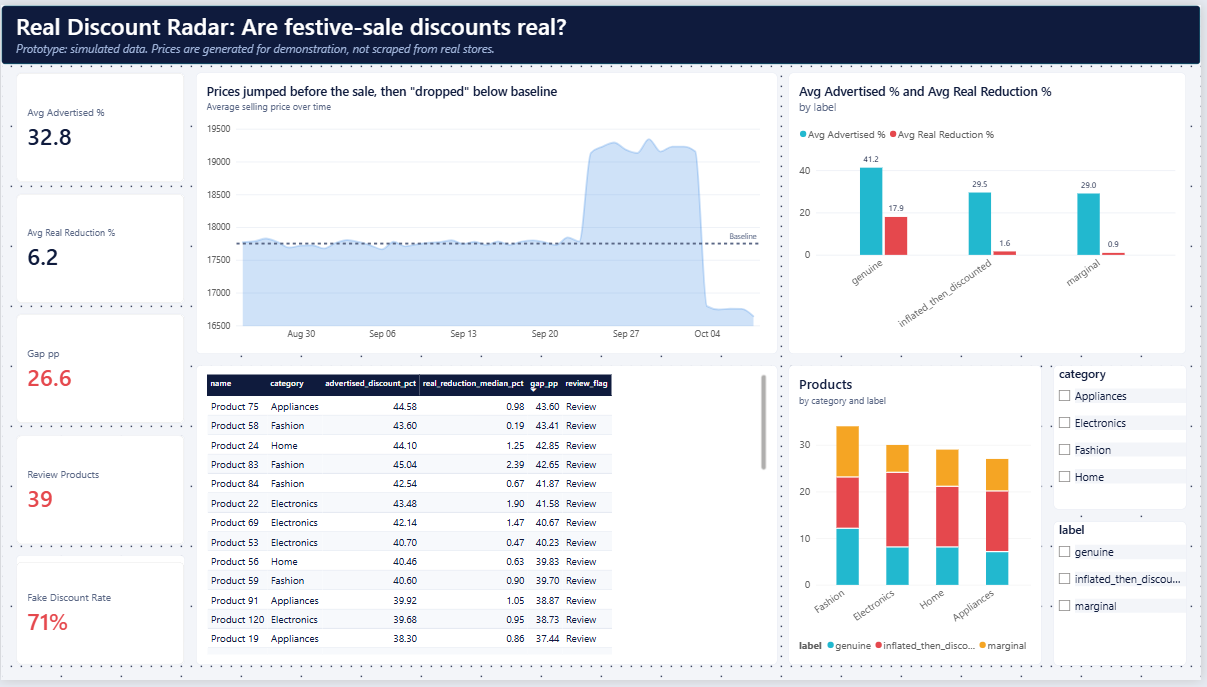 Real Discount Radar: Are festive-sale discounts real?
Prototype: simulated data. Prices are generated for demonstration, not scraped from real stores.
Avg Advertised %
32.8
Avg Real Reduction %
6.2
Gap pp
26.6
Review Products
39
Fake Discount Rate
71%
Prices jumped before the sale, then "dropped" below baseline
Average selling price over time
19500
19000
18500
18000
17500
17000
16500
Baseline
Aug 30 Sep 06 Sep 13 Sep 20 Sep 27 Oct 04
Avg Advertised % and Avg Real Reduction %
by label
Avg Advertised % Avg Real Reduction %
40
20
0
41.2
17.9
29.5
1.6
29.0
0.9
genuine
inflated_then_discounted
marginal
name category advertised_discount_pct real_reduction_median_pct gap_pp review_flag
Product 75 Appliances 44.58 0.98 43.60 Review
Product 58 Fashion 43.60 0.19 43.41 Review
Product 24 Home 44.10 1.25 42.85 Review
Product 83 Fashion 45.04 2.39 42.65 Review
Product 84 Fashion 42.54 0.67 41.87 Review
Product 22 Electronics 43.48 1.90 41.58 Review
Product 69 Electronics 42.14 1.47 40.67 Review
Product 53 Electronics 40.70 0.47 40.23 Review
Product 56 Home 40.46 0.63 39.83 Review
Product 59 Fashion 40.60 0.90 39.70 Review
Product 91 Appliances 39.92 1.05 38.87 Review
Product 120 Electronics 39.68 0.95 38.73 Review
Product 19 Appliances 38.30 0.86 37.44 Review
Products
by category and label
30
20
10
0
Fashion
Electronics
Home
Appliances
label genuine inflated_then_disco... marginal
category
Appliances
Electronics
Fashion
Home
label
genuine
inflated_then_discou...
marginal